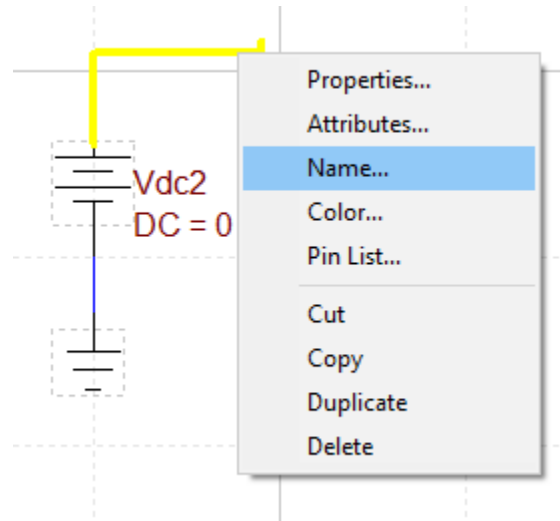 Properties...
Attributes...
Name...
Color...
Pin List...
Cut
Copy
Duplicate
Delete
Vdc2
DC = 0